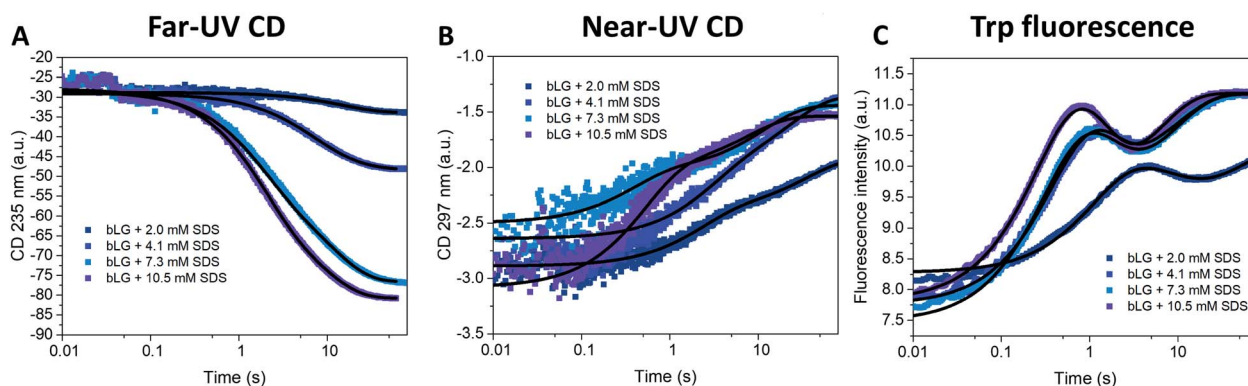 Far-UV CD
Near-UV CD
Trp fluorescence
A
CD 235 nm (a.u.)
-20
-25
-30
-35
-40
-45
-50
-55
-60
-65
-70
-75
-80
-85
-90
bLG + 2.0 mM SDS
bLG + 4.1 mM SDS
bLG + 7.3 mM SDS
bLG + 10.5 mM SDS
0.01 0.1 1 10
Time (s)
B
CD 297 nm (a.u.)
-1.0
-1.5
-2.0
-2.5
-3.0
-3.5
bLG + 2.0 mM SDS
bLG + 4.1 mM SDS
bLG + 7.3 mM SDS
bLG + 10.5 mM SDS
0.01 0.1 1 10
Time (s)
C
Fluorescence intensity (a.u.)
11.5
11.0
10.5
10.0
9.5
9.0
8.5
8.0
7.5
bLG + 2.0 mM SDS
bLG + 4.1 mM SDS
bLG + 7.3 mM SDS
bLG + 10.5 mM SDS
0.01 0.1 1 10
Time (s)